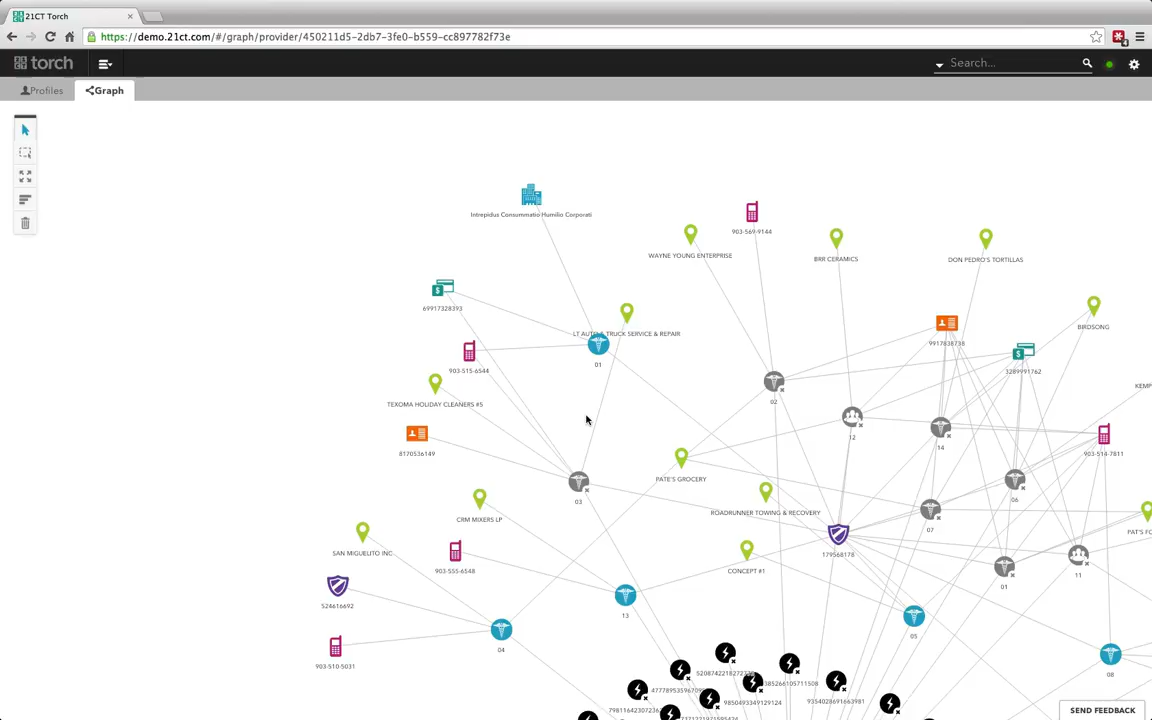 21CT Torch
https://demo.21ct.com/#/graph/provider/450211d5-2db7-3fe0-b559-cc897782f73e
4
torch
Search...
Profiles
Graph
Intrepidus Consummatio Humilio Corporati
903-569-9144
WAYNE YOUNG ENTERPRISE
BRR CERAMICS
DON PEDRO'S TORTILLAS
69917328393
BIRDSONG
LT AUTO & TRUCK SERVICE & REPAIR
9917838738
01
903-515-6544
3289991762
KEMP
TEXOMA HOLIDAY CLEANERS #5
02
12
14
8170536149
903-514-7811
PATE'S GROCERY
03
06
CRM MIXERS LP
ROADRUNNER TOWING & RECOVERY
07
PAT'S FO
SAN MIGUELITO INC
179568178
903-555-6548
CONCEPT #1
11
01
524616692
13
05
04
903-510-5031
08
SEND FEEDBACK